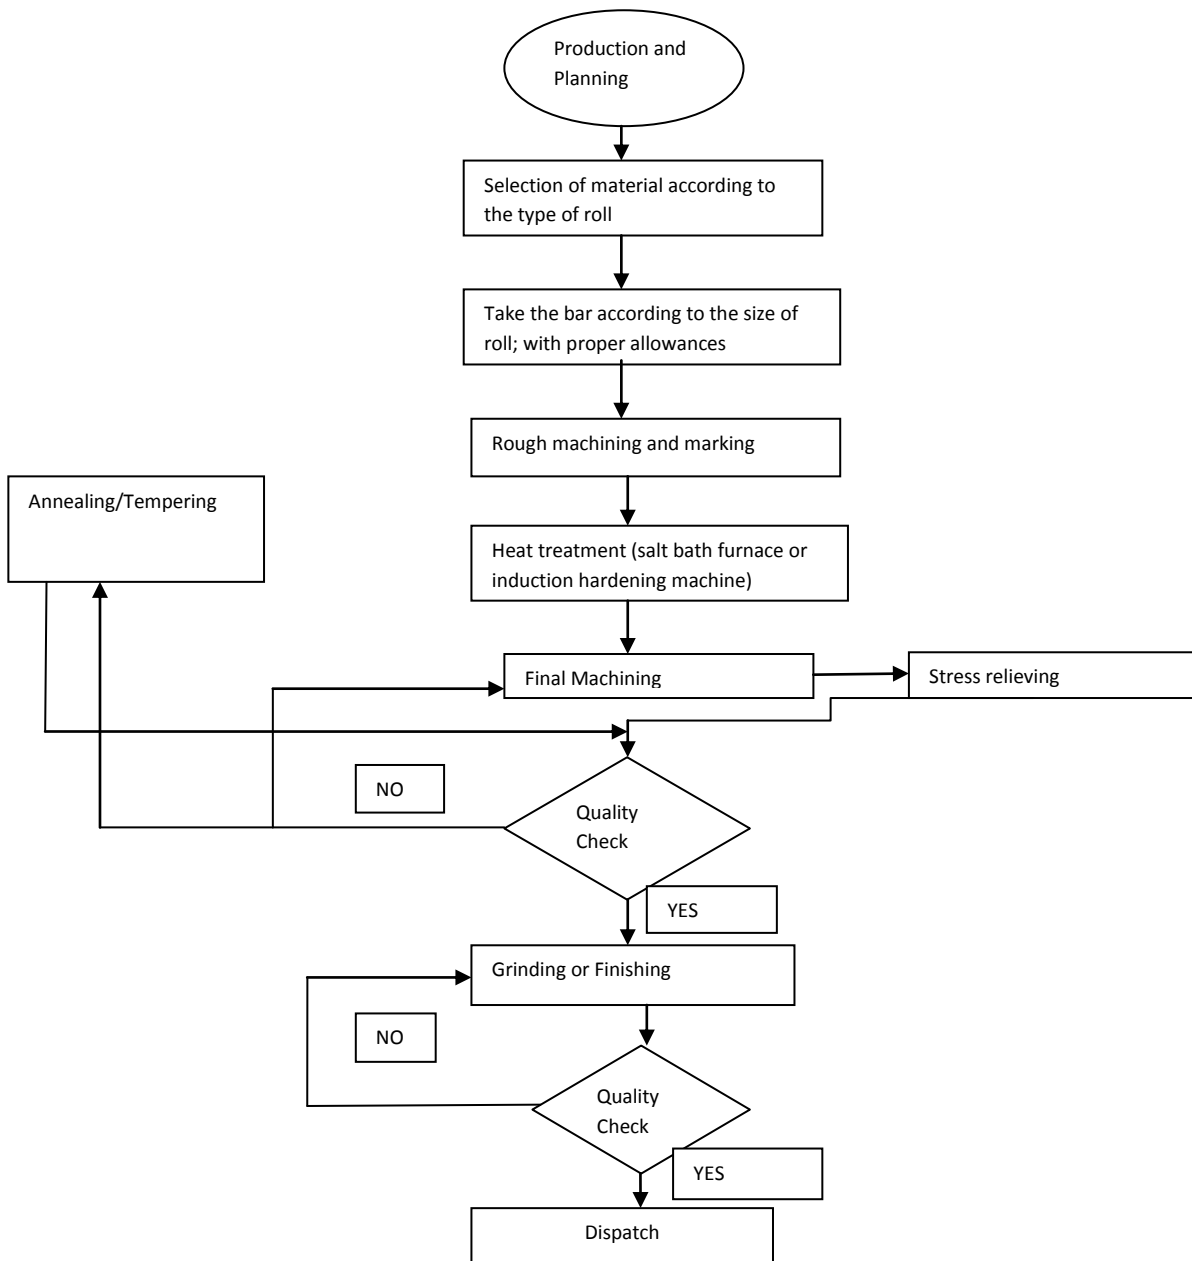 Production and
Planning
Selection of material according to
the type of roll
Take the bar according to the size of
roll; with proper allowances
Rough machining and marking
Annealing/Tempering
Heat treatment (salt bath furnace or
induction hardening machine)
Final Machining
Stress relieving
NO
Quality
Check
YES
Grinding or Finishing
NO
Quality
Check
YES
Dispatch